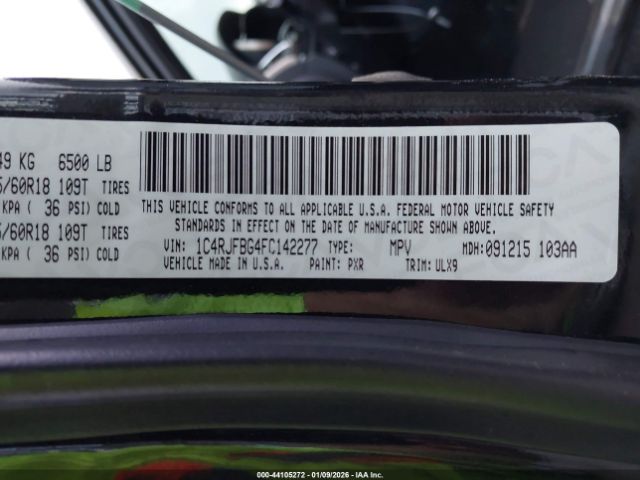 49 KG 6500 LB
5/60R18 109T TIRES
KPA ( 36 PSI) COLD
5/60R18 109T TIRES
KPA ( 36 PSI) COLD
THIS VEHICLE CONFORMS TO ALL APPLICABLE U.S.A. FEDERAL MOTOR VEHICLE SAFETY
STANDARDS IN EFFECT ON THE DATE OF MANUFACTURE SHOWN ABOVE.
VIN: 1C4RJFBG4FC142277 TYPE: MPV MDH: 091215 103AA
VEHICLE MADE IN U.S.A. PAINT: PXR TRIM: ULX9
000-44105272 - 01/09/2026 - IAA Inc.